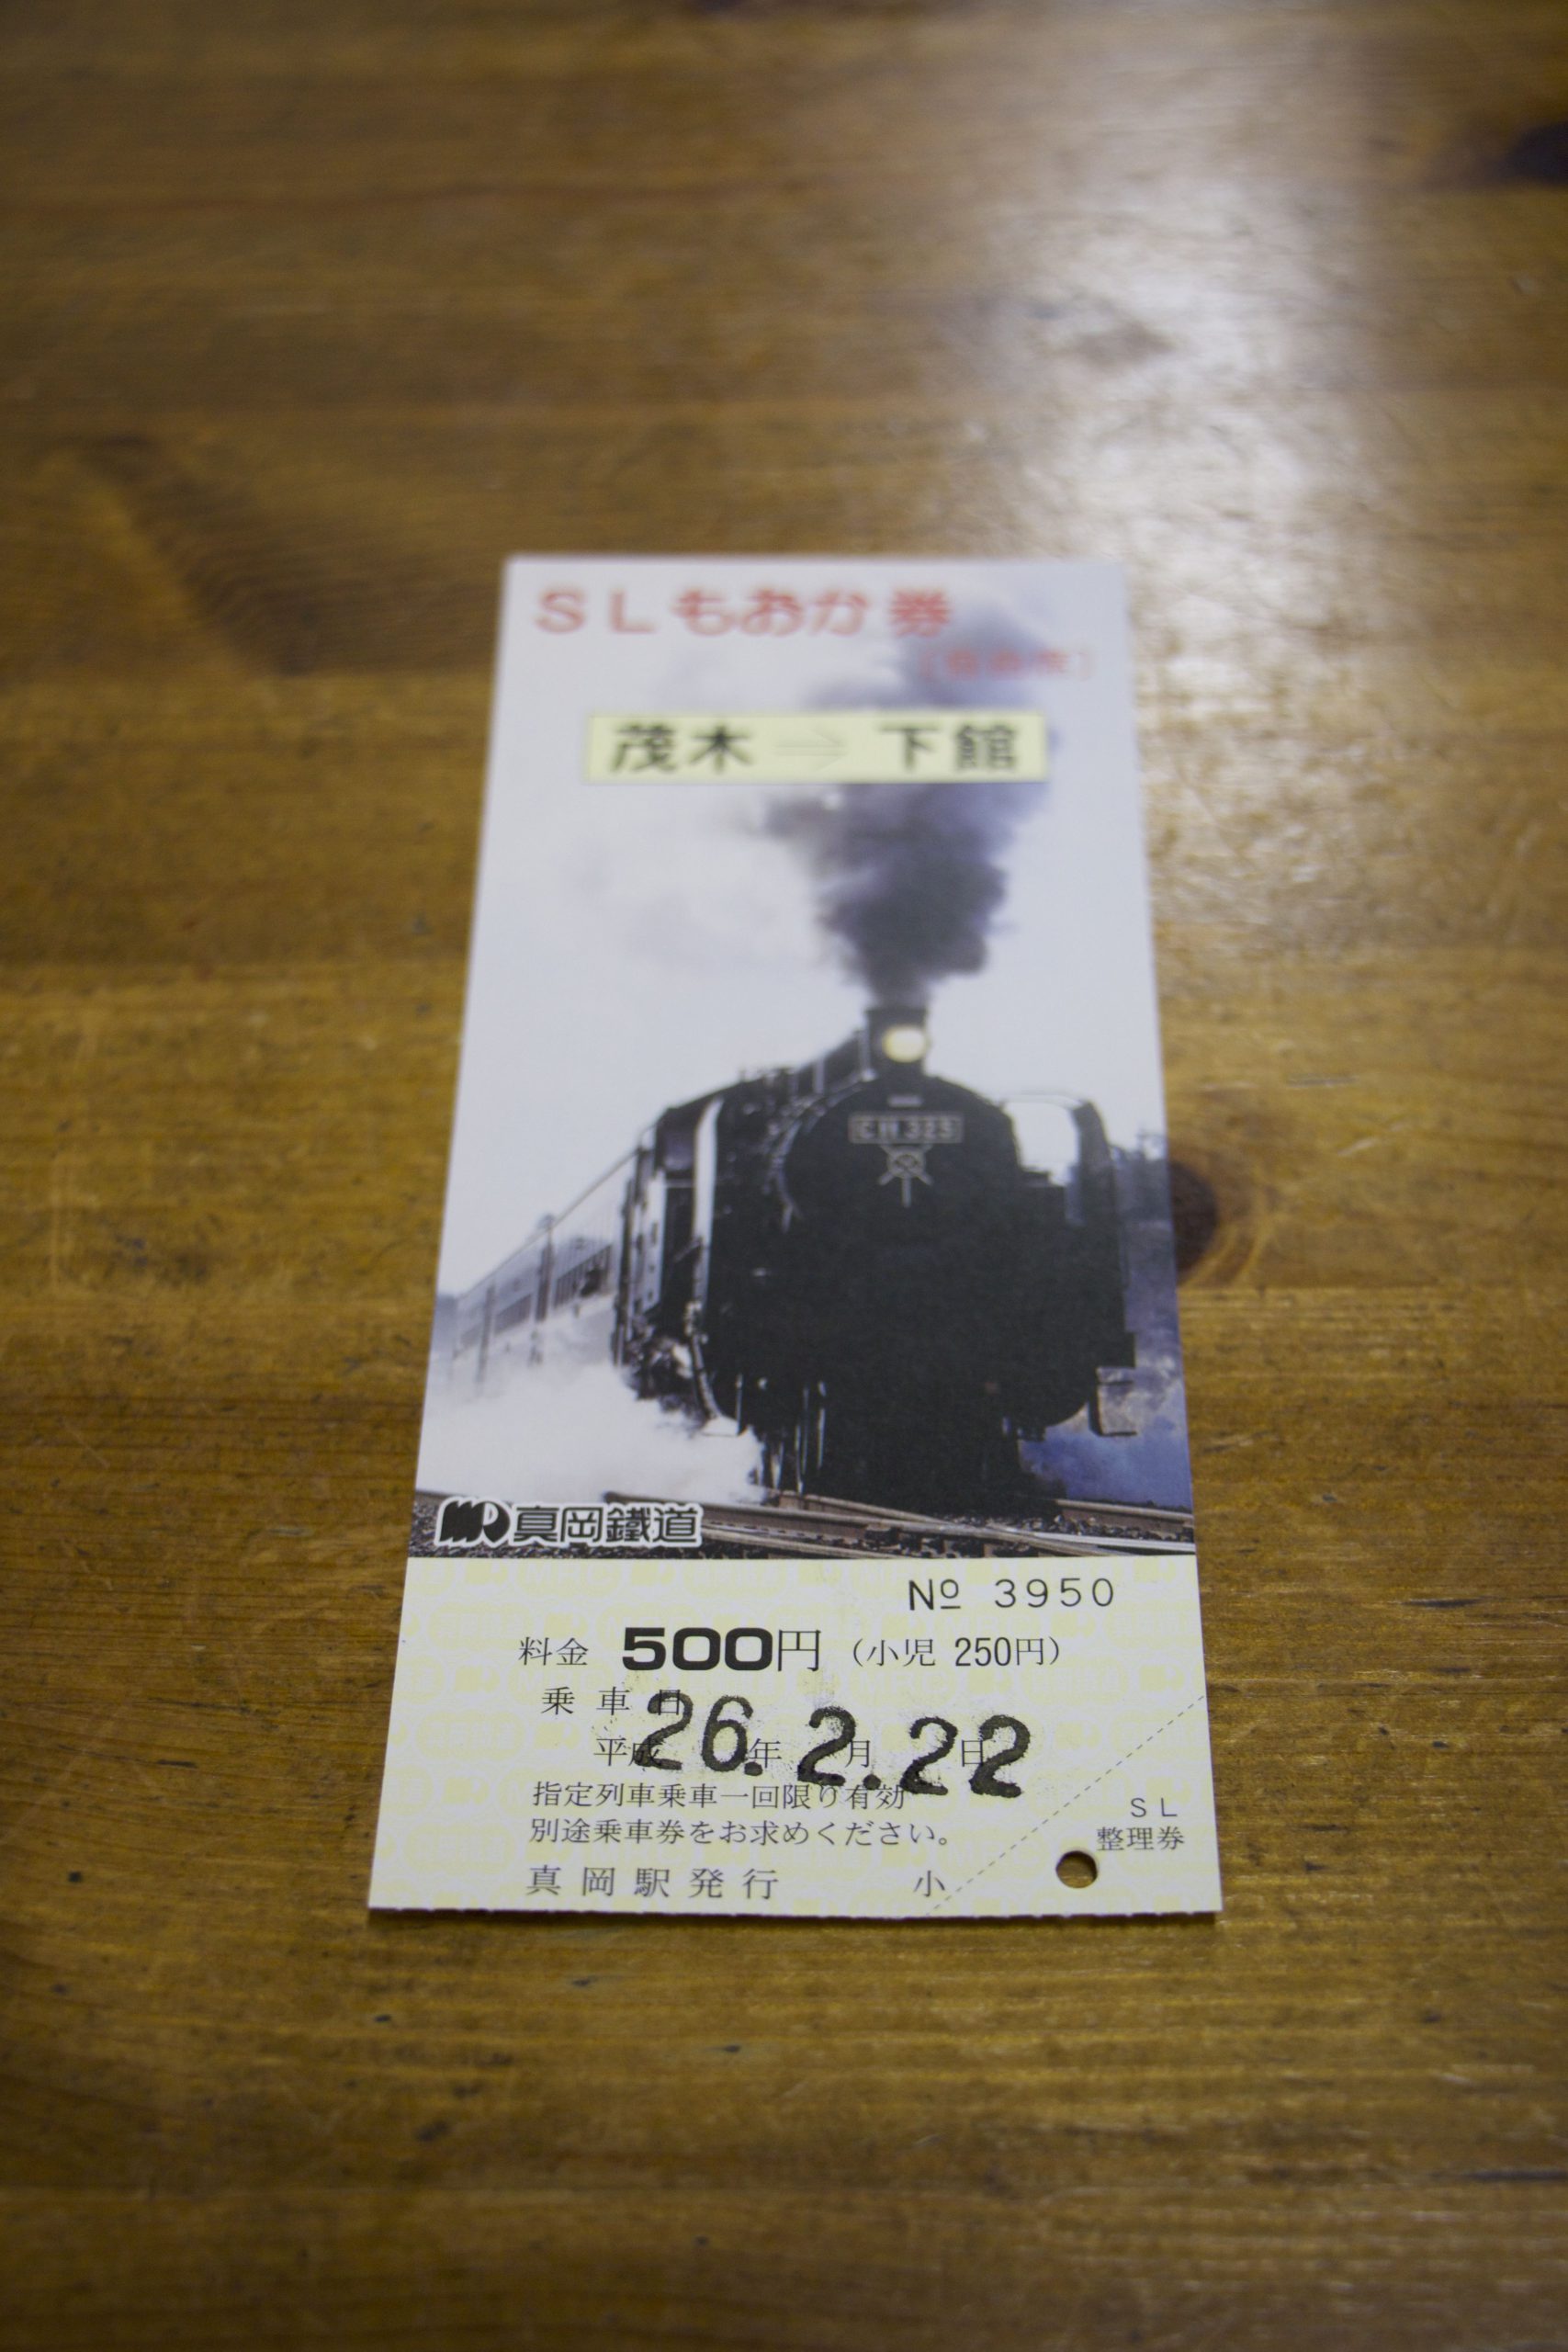 SLもおか券
茂木⇒下館
C11 325
真岡鐵道
№ 3950
料金 500円（小児 250円）
乗車日
平成 26.年 2.月 22日
指定列車乗車一回限り有効
別途乗車券をお求めください。
SL
整理券
真岡駅発行 小